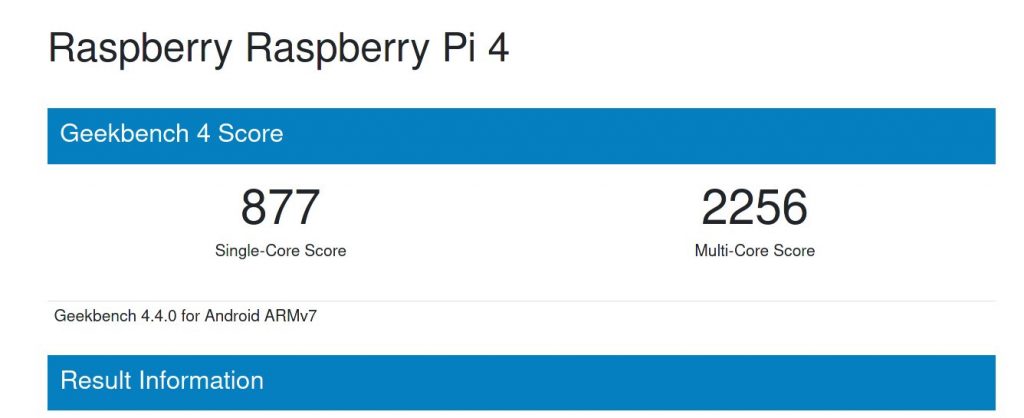 Raspberry Raspberry Pi 4
Geekbench 4 Score
877 2256
Single-Core Score Multi-Core Score
Geekbench 4.4.0 for Android ARMv7
Result Information